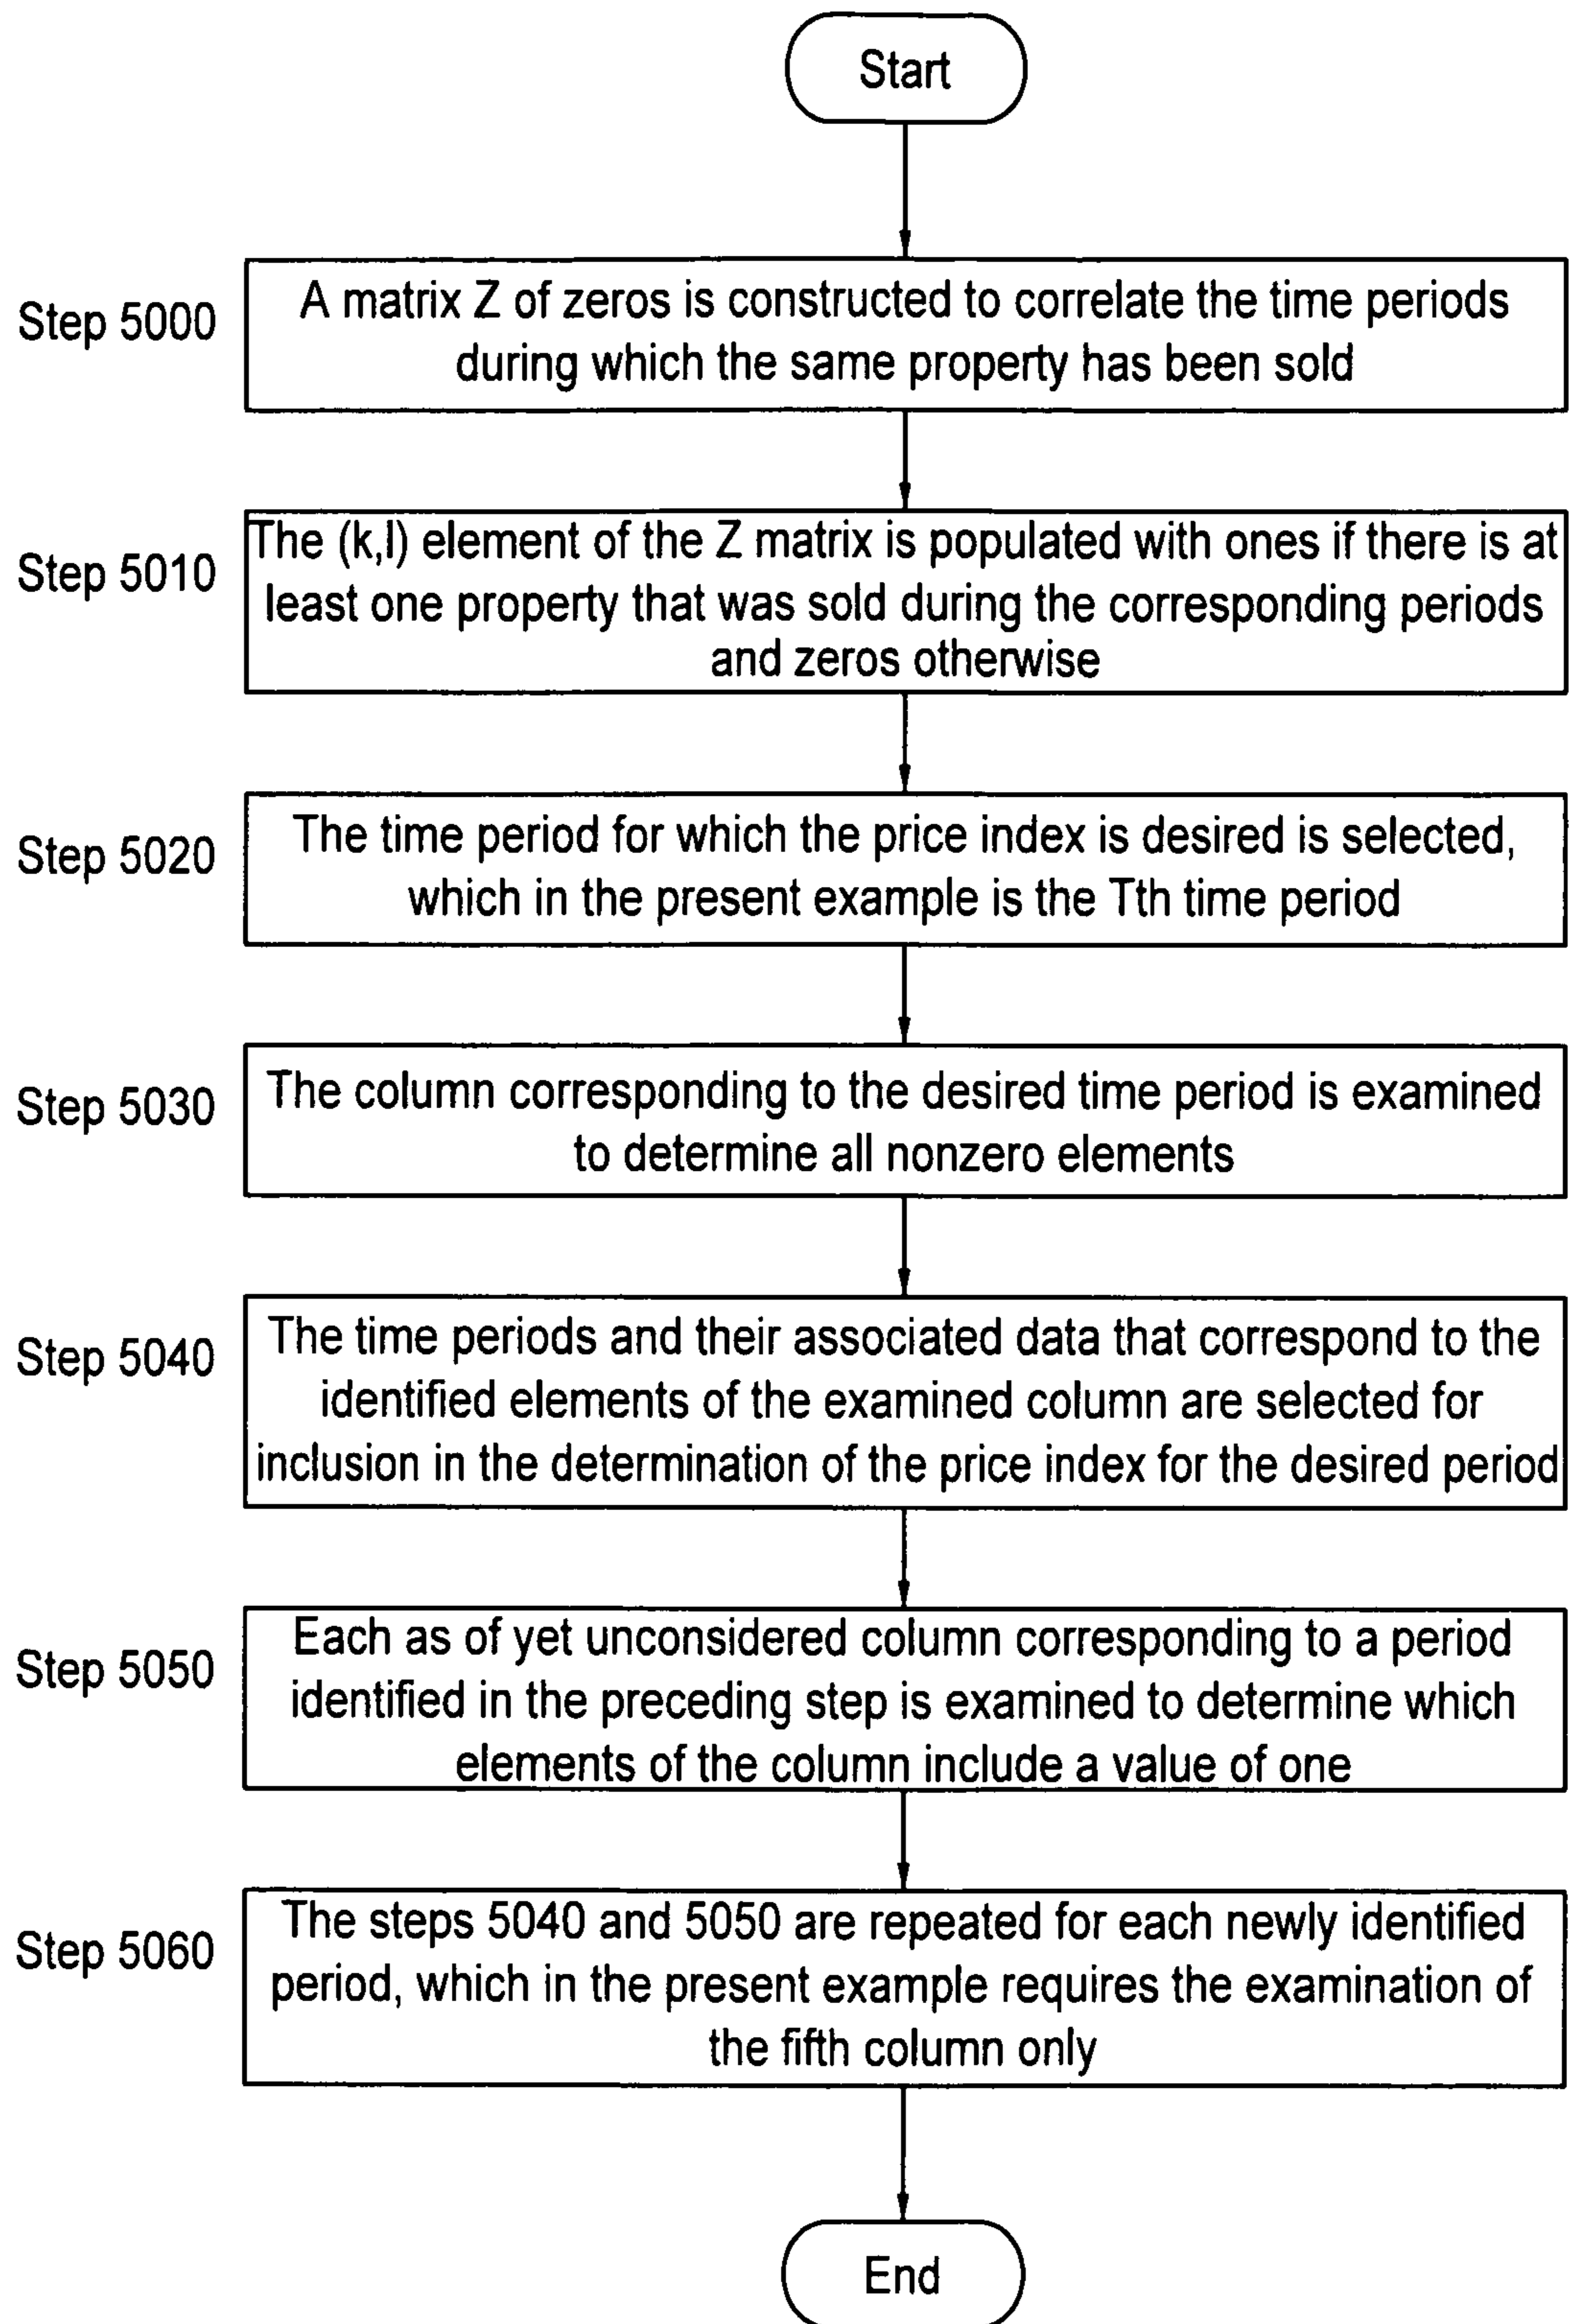 Start
Step 5000
A matrix Z of zeros is constructed to correlate the time periods
during which the same property has been sold
Step 5010
The (k,l) element of the Z matrix is populated with ones if there is at
least one property that was sold during the corresponding periods
and zeros otherwise
Step 5020
The time period for which the price index is desired is selected,
which in the present example is the Tth time period
Step 5030
The column corresponding to the desired time period is examined
to determine all nonzero elements
Step 5040
The time periods and their associated data that correspond to the
identified elements of the examined column are selected for
inclusion in the determination of the price index for the desired period
Step 5050
Each as of yet unconsidered column corresponding to a period
identified in the preceding step is examined to determine which
elements of the column include a value of one
Step 5060
The steps 5040 and 5050 are repeated for each newly identified
period, which in the present example requires the examination of
the fifth column only
End